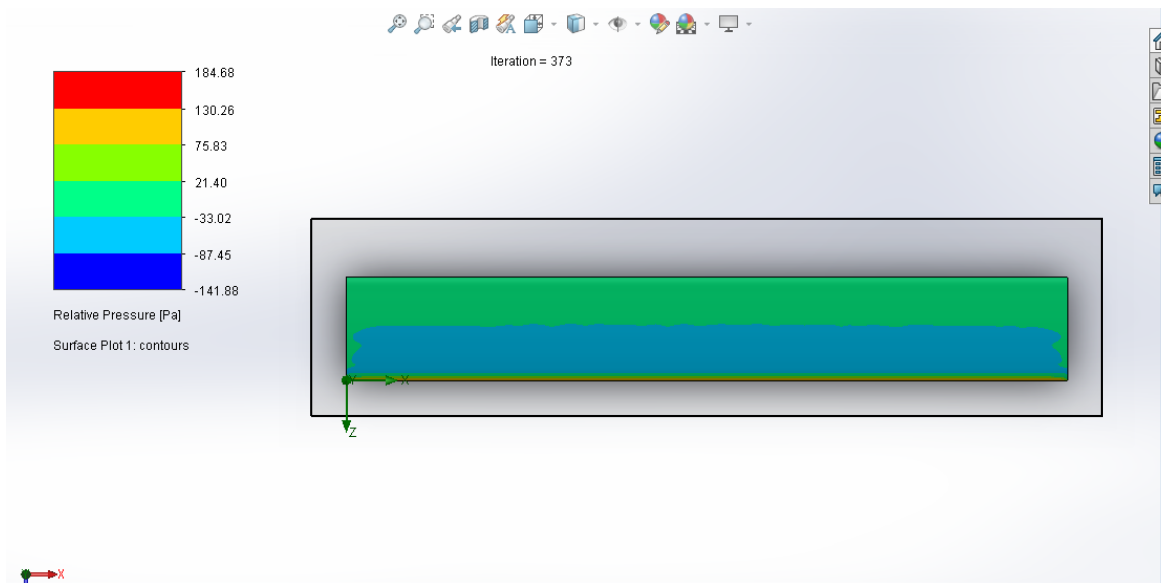 Iteration = 373
184.68
130.26
75.83
21.40
-33.02
-87.45
-141.88
Relative Pressure [Pa]
Surface Plot 1: contours
Y
X
Z
X